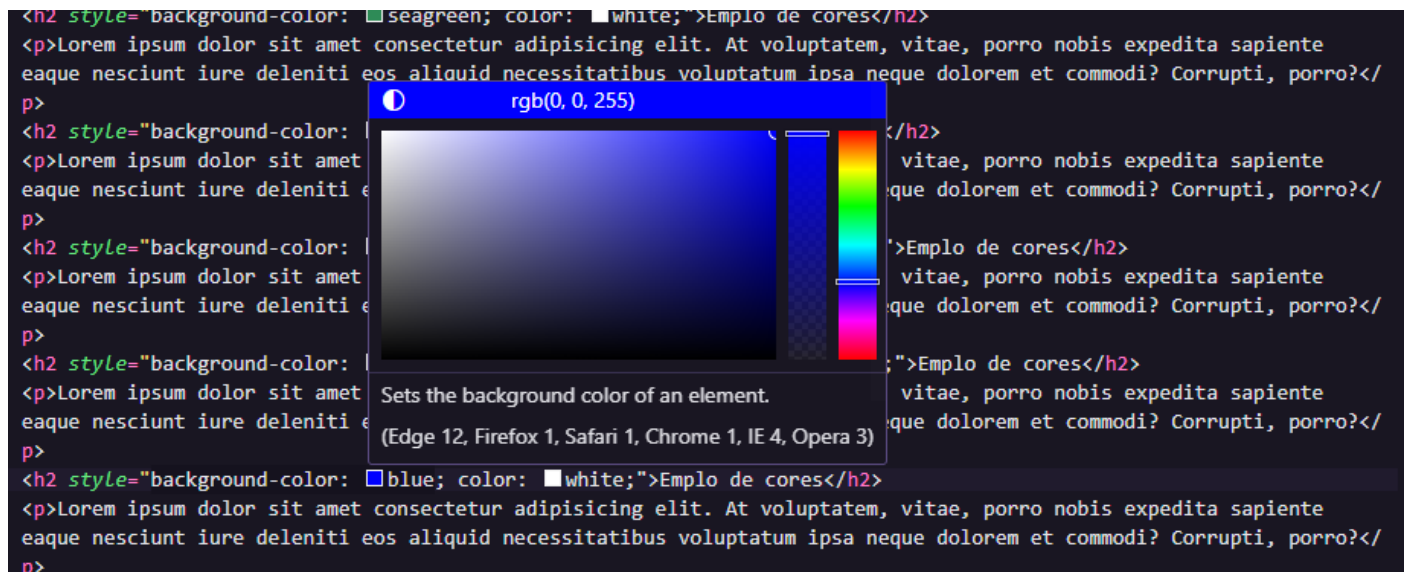 <h2 style="background-color: seagreen; color: white;">Emplo de cores</h2>
<p>Lorem ipsum dolor sit amet consectetur adipisicing elit. At voluptatem, vitae, porro nobis expedita sapiente
eaque nesciunt iure deleniti eos aliquid necessitatibus voluptatum ipsa neque dolorem et commodi? Corrupti, porro?</
p>
rgb(0, 0, 255)
<h2 style="background-color: </h2>
<p>Lorem ipsum dolor sit amet vitae, porro nobis expedita sapiente
eaque nesciunt iure deleniti que dolorem et commodi? Corrupti, porro?</
p>
<h2 style="background-color: ">Emplo de cores</h2>
<p>Lorem ipsum dolor sit amet vitae, porro nobis expedita sapiente
eaque nesciunt iure deleniti que dolorem et commodi? Corrupti, porro?</
p>
<h2 style="background-color: ;">Emplo de cores</h2>
<p>Lorem ipsum dolor sit amet vitae, porro nobis expedita sapiente
eaque nesciunt iure deleniti que dolorem et commodi? Corrupti, porro?</
p>
Sets the background color of an element.
(Edge 12, Firefox 1, Safari 1, Chrome 1, IE 4, Opera 3)
<h2 style="background-color: blue; color: white;">Emplo de cores</h2>
<p>Lorem ipsum dolor sit amet consectetur adipisicing elit. At voluptatem, vitae, porro nobis expedita sapiente
eaque nesciunt iure deleniti eos aliquid necessitatibus voluptatum ipsa neque dolorem et commodi? Corrupti, porro?</
p>